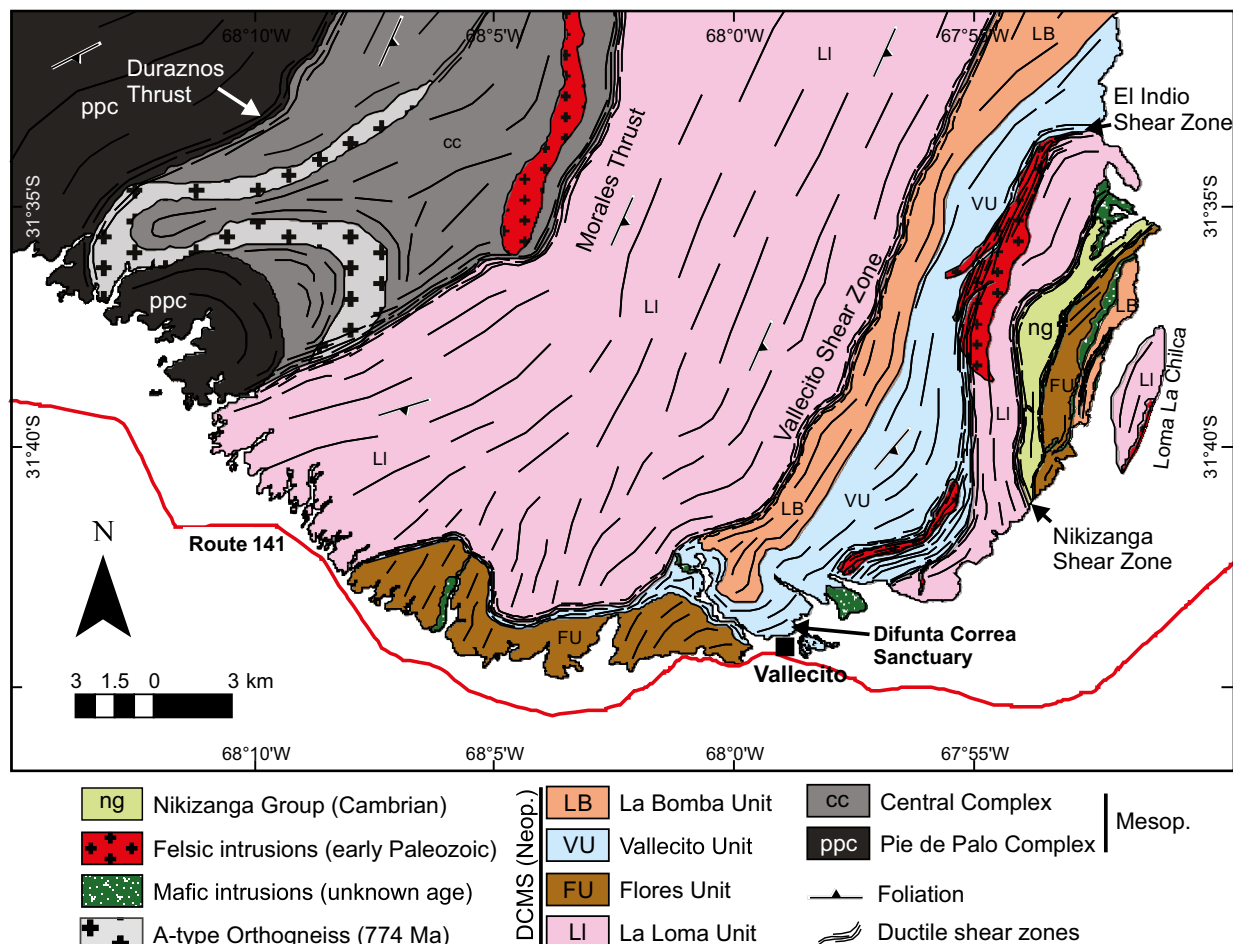 68°10'W
68°5'W
68°0'W
67°55'W
Duraznos
Thrust
ppc
cc
LI
LB
El Indio
Shear Zone
31°35'S
31°35'S
VU
Morales Thrust
LI
ppc
Vallecito Shear Zone
ng
LB
FU
LI
Loma La Chilca
LI
31°40'S
31°40'S
LI
VU
LB
N
Route 141
Nikizanga
Shear Zone
FU
Difunta Correa
Sanctuary
Vallecito
3 1.5 0 3 km
68°10'W
68°5'W
68°0'W
67°55'W
ng Nikizanga Group (Cambrian)
Felsic intrusions (early Paleozoic)
Mafic intrusions (unknown age)
A-type Orthogneiss (774 Ma)
DCMS (Neop.)
LB La Bomba Unit
VU Vallecito Unit
FU Flores Unit
LI La Loma Unit
cc Central Complex
ppc Pie de Palo Complex
Mesop.
Foliation
Ductile shear zones